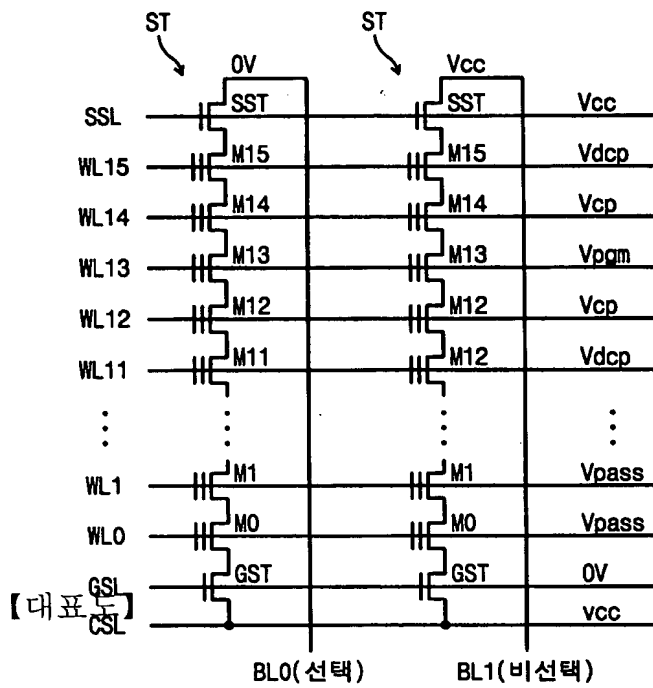 ST ST
0V Vcc
SSL SST SST Vcc
WL15 M15 M15 Vdcp
WL14 M14 M14 Vcp
WL13 M13 M13 Vpgm
WL12 M12 M12 Vcp
WL11 M11 M12 Vdcp
WL1 M1 M1 Vpass
WL0 M0 M0 Vpass
GSL GST GST 0V
【대표도】
CSL vcc
BL0(선택) BL1(비선택)